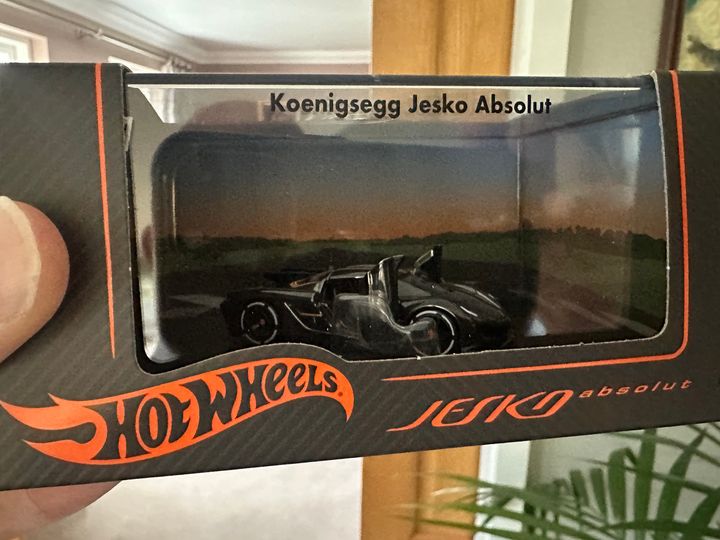 Koenigsegg Jesko Absolut
HOT WHEELS
JESKO absolut